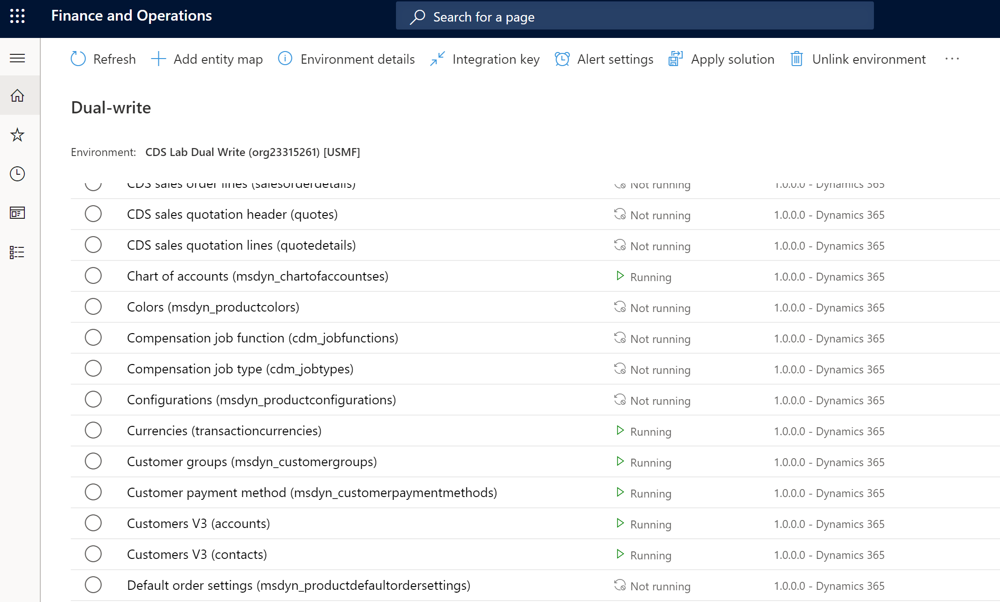 Finance and Operations
Search for a page
Refresh Add entity map Environment details Integration key Alert settings Apply solution Unlink environment ...
Dual-write
Environment: CDS Lab Dual Write (org23315261) [USMF]
CDS sales order lines (salesorderdetails) Not running 1.0.0.0 - Dynamics 365
CDS sales quotation header (quotes) Not running 1.0.0.0 - Dynamics 365
CDS sales quotation lines (quotedetails) Not running 1.0.0.0 - Dynamics 365
Chart of accounts (msdyn_chartofaccountses) Running 1.0.0.0 - Dynamics 365
Colors (msdyn_productcolors) Not running 1.0.0.0 - Dynamics 365
Compensation job function (cdm_jobfunctions) Not running 1.0.0.0 - Dynamics 365
Compensation job type (cdm_jobtypes) Not running 1.0.0.0 - Dynamics 365
Configurations (msdyn_productconfigurations) Not running 1.0.0.0 - Dynamics 365
Currencies (transactioncurrencies) Running 1.0.0.0 - Dynamics 365
Customer groups (msdyn_customergroups) Running 1.0.0.0 - Dynamics 365
Customer payment method (msdyn_customerpaymentmethods) Running 1.0.0.0 - Dynamics 365
Customers V3 (accounts) Running 1.0.0.0 - Dynamics 365
Customers V3 (contacts) Running 1.0.0.0 - Dynamics 365
Default order settings (msdyn_productdefaultordersettings) Not running 1.0.0.0 - Dynamics 365